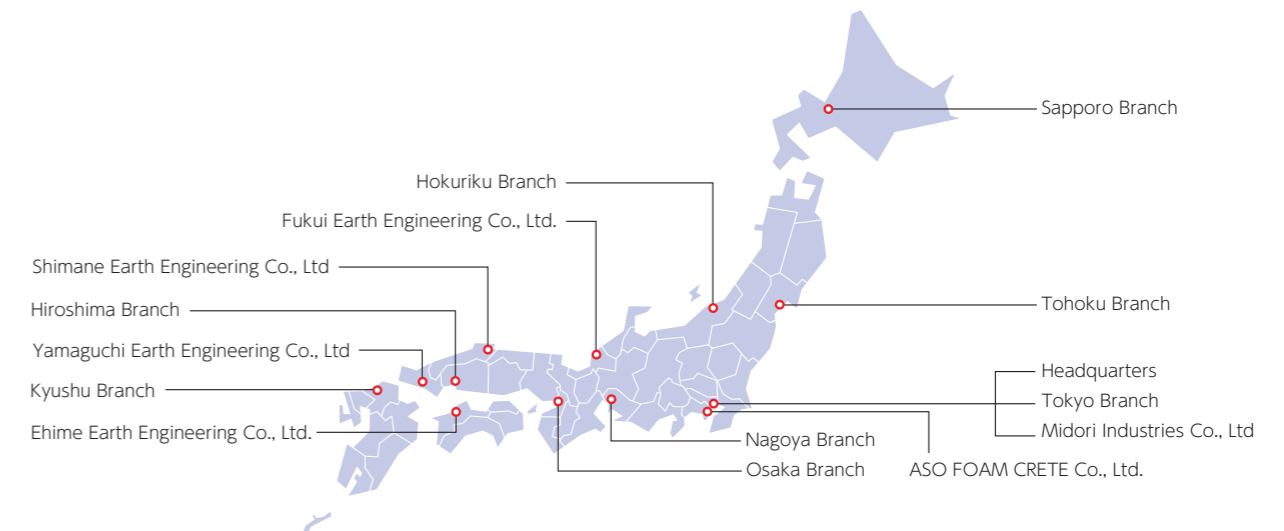 Sapporo Branch
Hokuriku Branch
Fukui Earth Engineering Co., Ltd.
Shimane Earth Engineering Co., Ltd
Hiroshima Branch
Tohoku Branch
Yamaguchi Earth Engineering Co., Ltd
Kyushu Branch
Ehime Earth Engineering Co., Ltd.
Headquarters
Tokyo Branch
Midori Industries Co., Ltd
Nagoya Branch
Osaka Branch
ASO FOAM CRETE Co., Ltd.